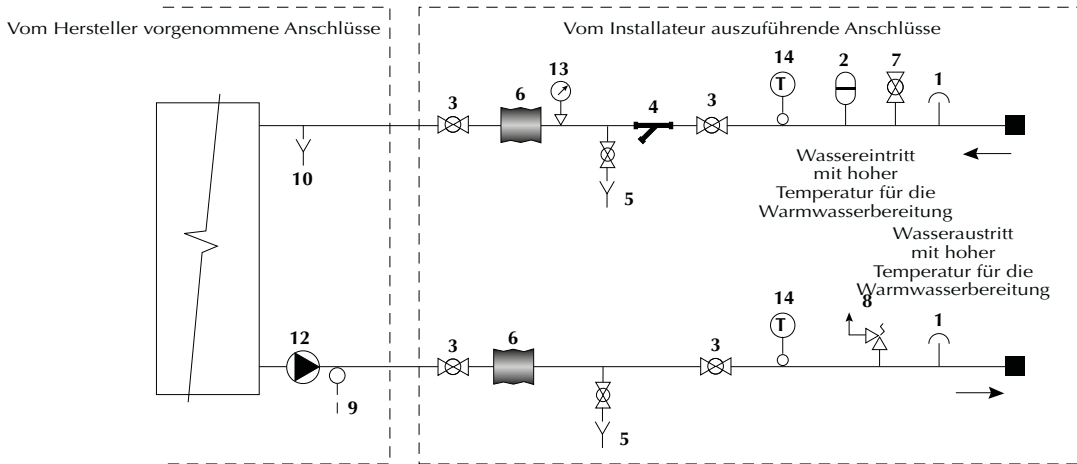 Vom Hersteller vorgenommene Anschlüsse
Vom Installateur auszuführende Anschlüsse
13
14
2
7
1
3
6
4
3
T
10
5
Wassereintritt
mit hoher
Temperatur für die
Warmwasserbereitung
Wasseraustritt
mit hoher
Temperatur für die
Warmwasserbereitung
12
3
6
3
14
8
1
T
9
5